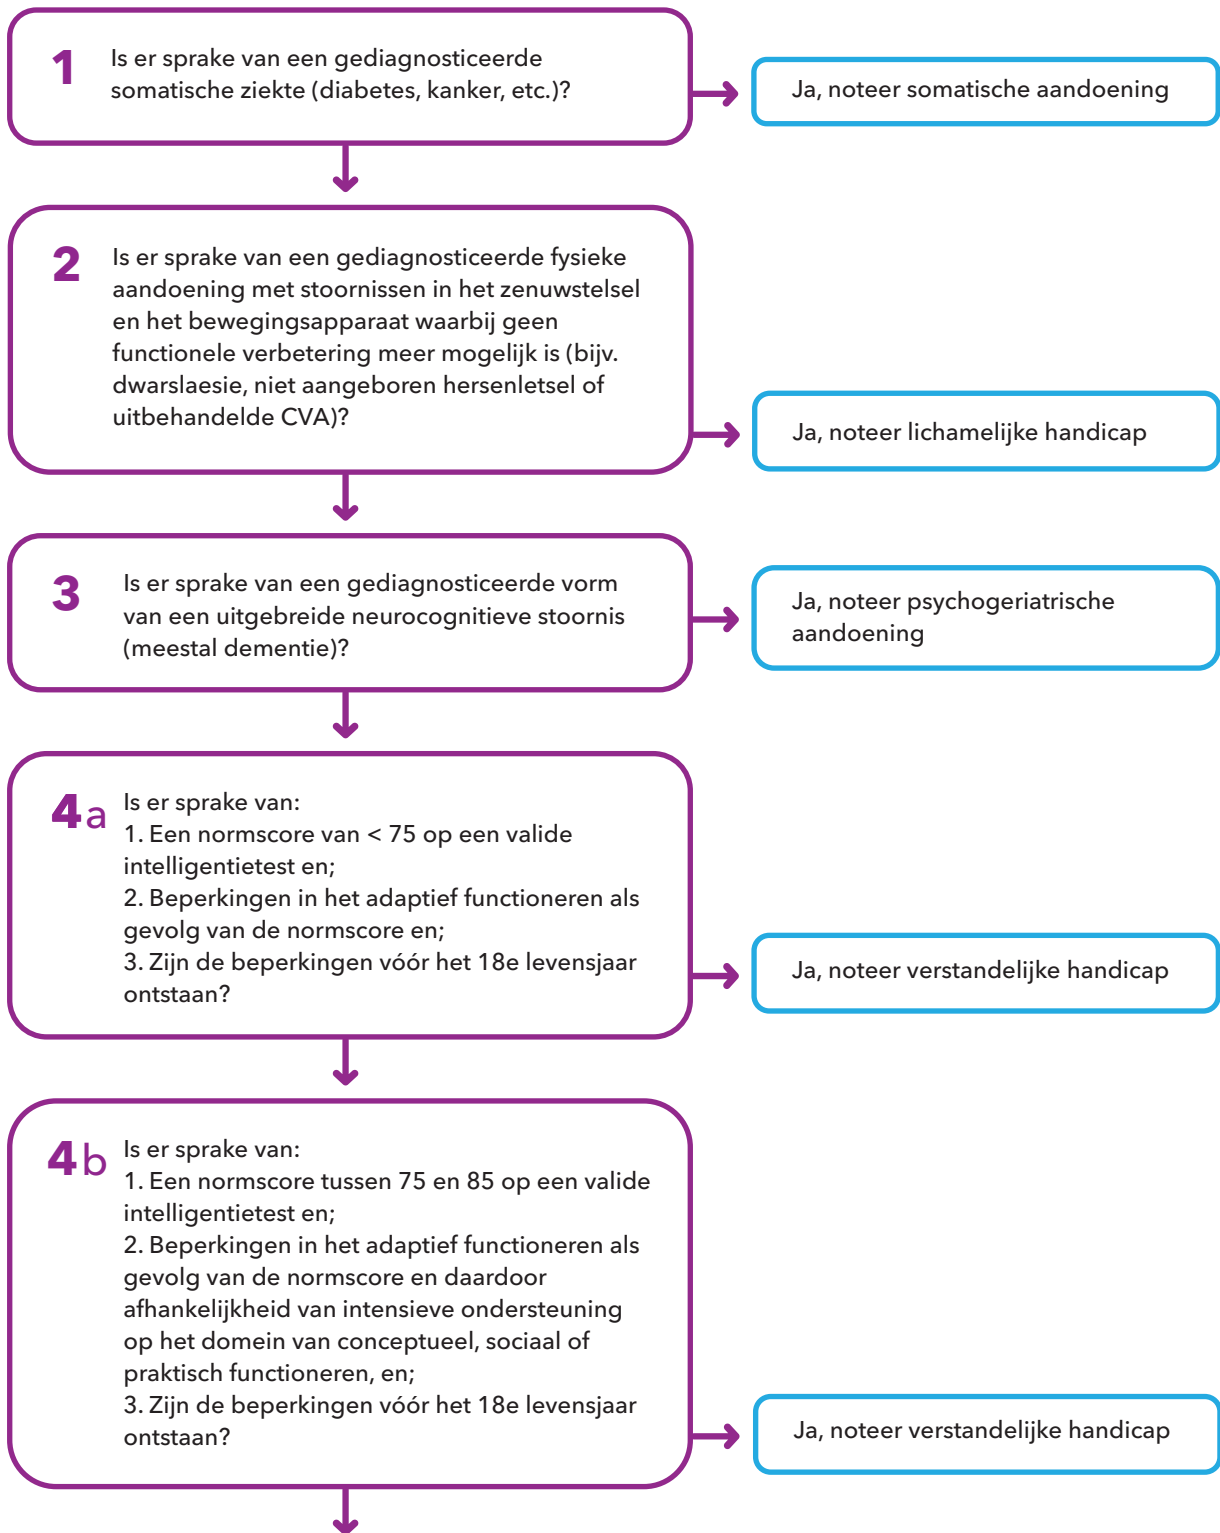 1
Is er sprake van een gediagnosticeerde
somatische ziekte (diabetes, kanker, etc.)?
Ja, noteer somatische aandoening
2
Is er sprake van een gediagnosticeerde fysieke
aandoening met stoornissen in het zenuwstelsel
en het bewegingsapparaat waarbij geen
functionele verbetering meer mogelijk is (bijv.
dwarslaesie, niet aangeboren hersenletsel of
uitbehandelde CVA)?
Ja, noteer lichamelijke handicap
3
Is er sprake van een gediagnosticeerde vorm
van een uitgebreide neurocognitieve stoornis
(meestal dementie)?
Ja, noteer psychogeriatrische
aandoening
4a
Is er sprake van:
1. Een normscore van < 75 op een valide
intelligentietest en;
2. Beperkingen in het adaptief functioneren als
gevolg van de normscore en;
3. Zijn de beperkingen vóór het 18e levensjaar
ontstaan?
Ja, noteer verstandelijke handicap
4b
Is er sprake van:
1. Een normscore tussen 75 en 85 op een valide
intelligentietest en;
2. Beperkingen in het adaptief functioneren als
gevolg van de normscore en daardoor
afhankelijkheid van intensieve ondersteuning
op het domein van conceptueel, sociaal of
praktisch functioneren, en;
3. Zijn de beperkingen vóór het 18e levensjaar
ontstaan?
Ja, noteer verstandelijke handicap